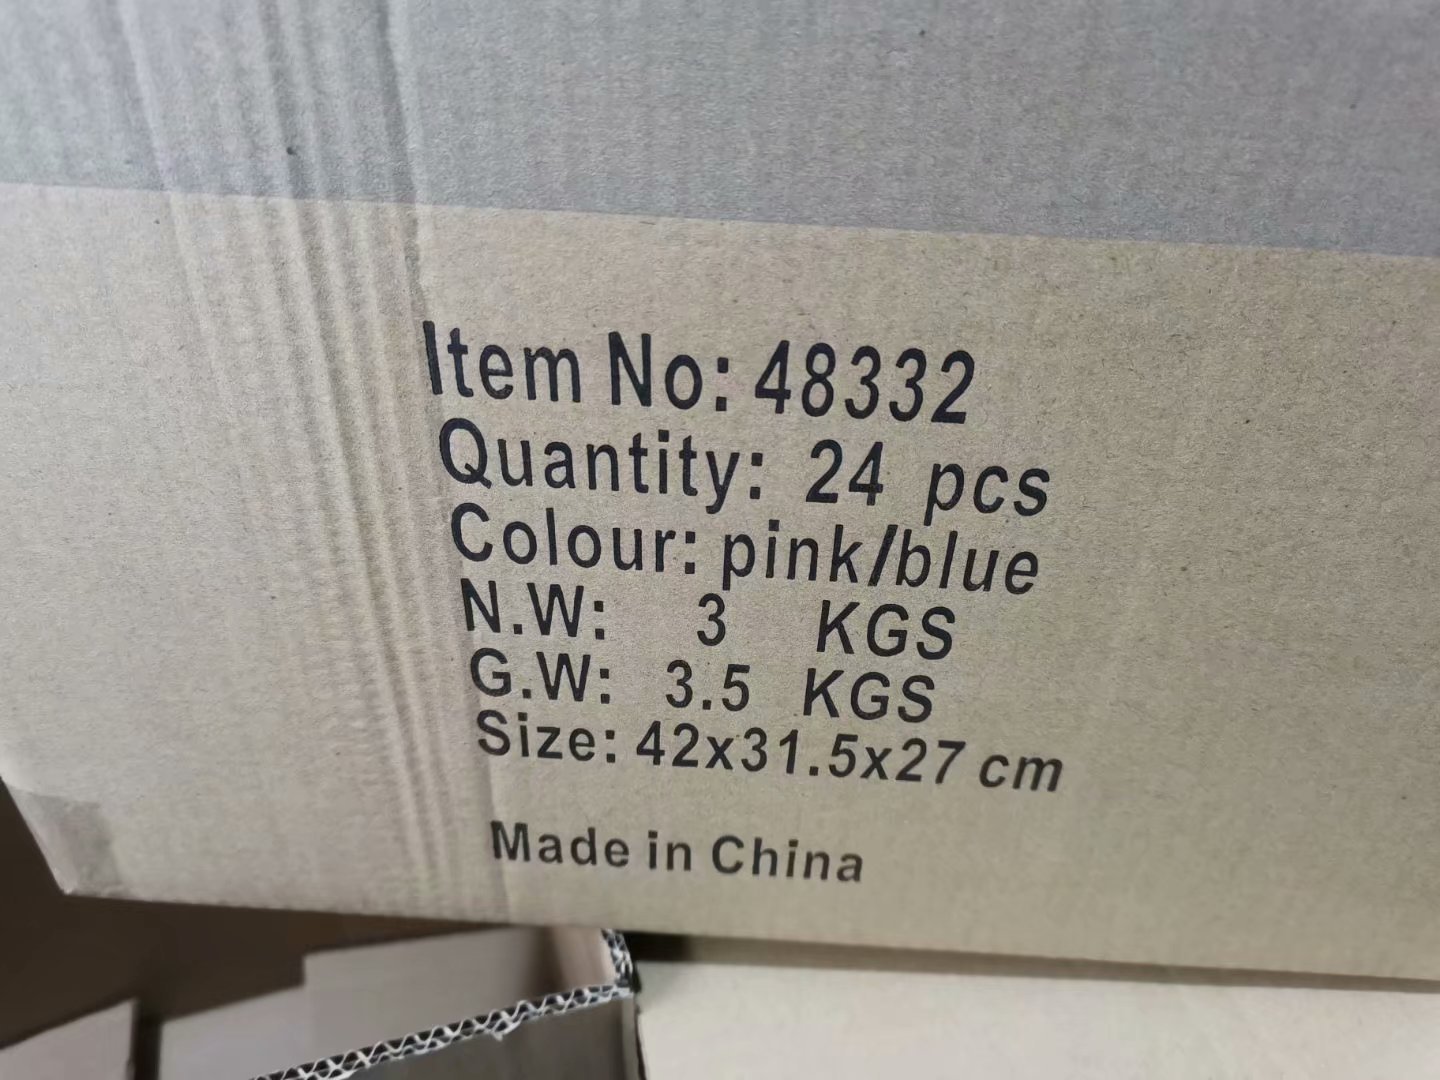 Item No: 48332
Quantity: 24 pcs
Colour: pink/blue
N.W: 3 KGS
G.W: 3.5 KGS
Size: 42x31.5x27 cm
Made in China